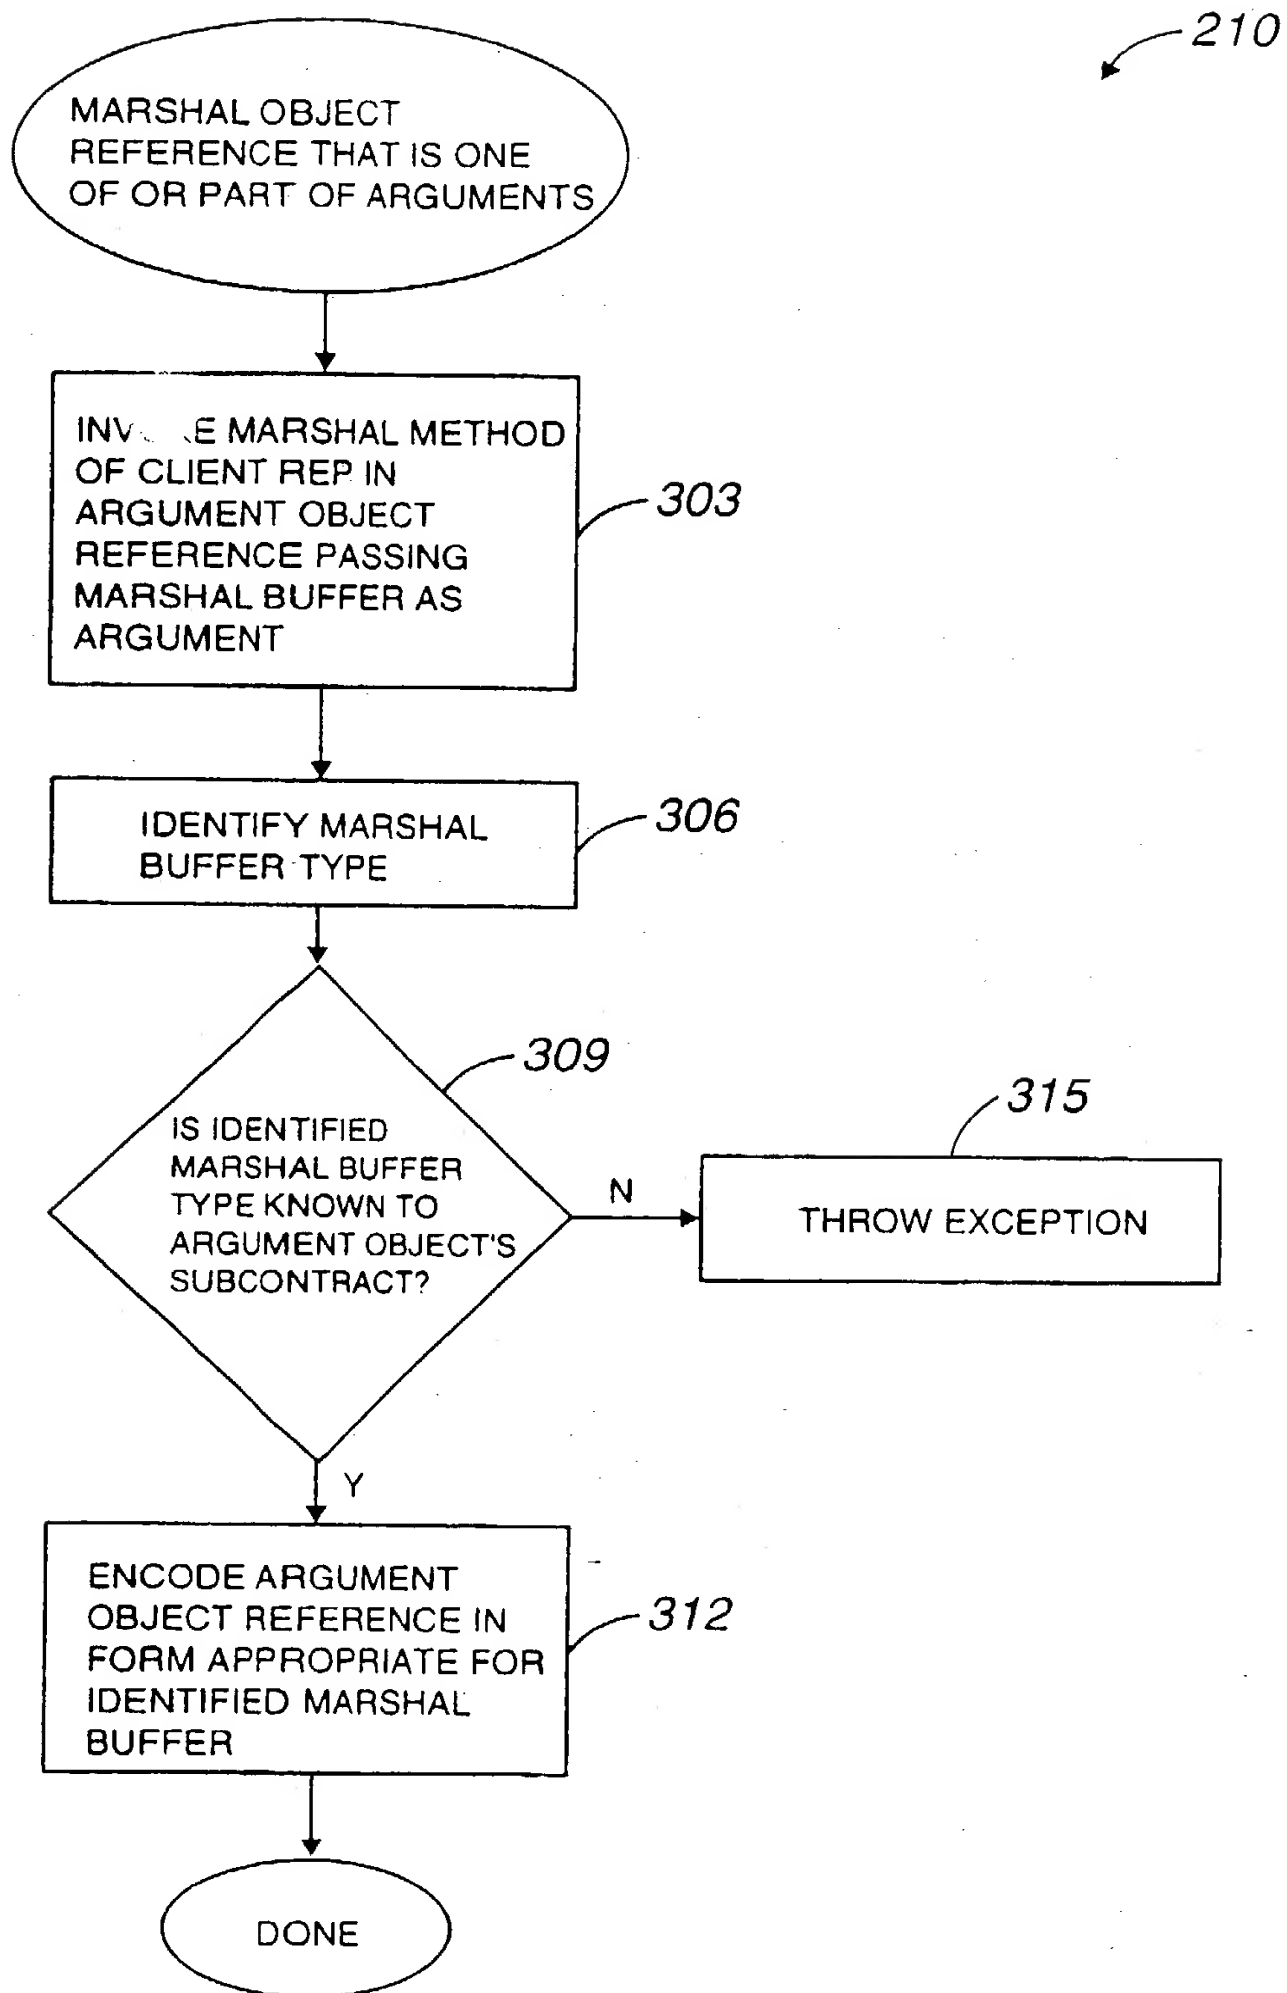 210
MARSHAL OBJECT
REFERENCE THAT IS ONE
OF OR PART OF ARGUMENTS
MARSHAL METHOD
OF CLIENT REP IN
ARGUMENT OBJECT
REFERENCE PASSING
MARSHAL BUFFER AS
ARGUMENT
303
IDENTIFY MARSHAL
BUFFER TYPE
306
309
IS IDENTIFIED
MARSHAL BUFFER
TYPE KNOWN TO
ARGUMENT OBJECT'S
SUBCONTRACT?
N
315
THROW EXCEPTION
Y
ENCODE ARGUMENT
OBJECT REFERENCE IN
FORM APPROPRIATE FOR
IDENTIFIED MARSHAL
BUFFER
312
DONE